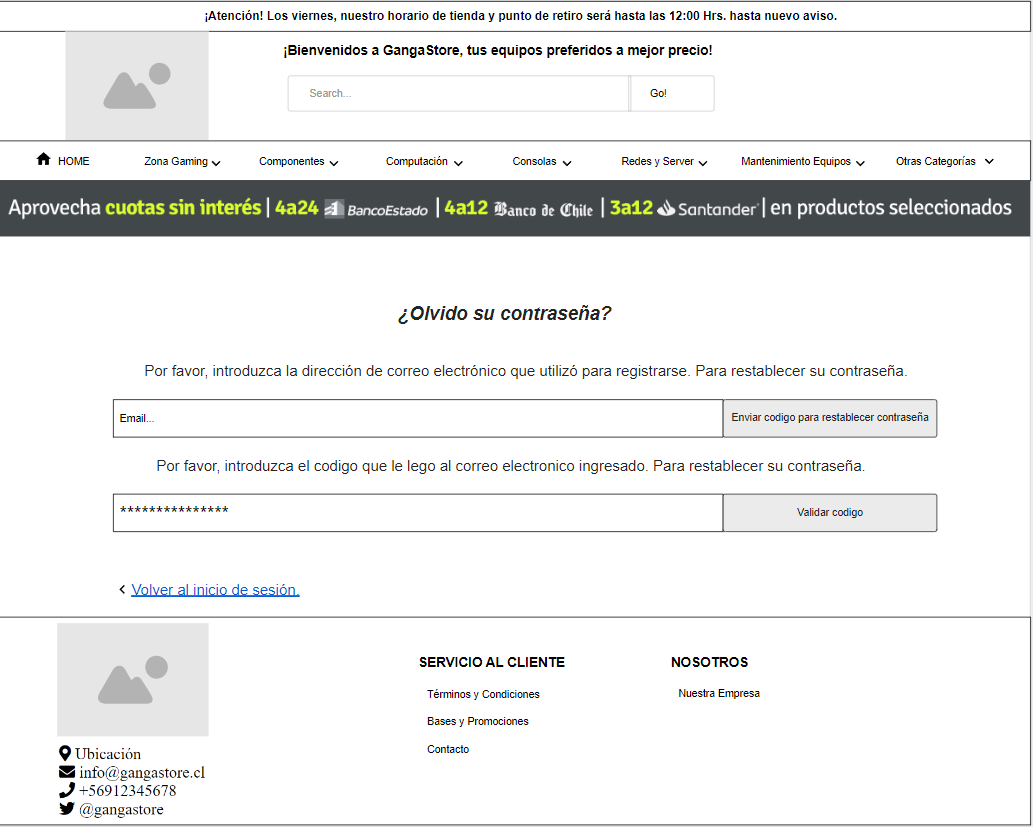 ¡Atención! Los viernes, nuestro horario de tienda y punto de retiro será hasta las 12:00 Hrs. hasta nuevo aviso.
¡Bienvenidos a GangaStore, tus equipos preferidos a mejor precio!
Search... Go!
HOME Zona Gaming Componentes Computación Consolas Redes y Server Mantenimiento Equipos Otras Categorías
Aprovecha cuotas sin interés | 4a24 BancoEstado | 4a12 Banco de Chile | 3a12 Santander | en productos seleccionados
¿Olvido su contraseña?
Por favor, introduzca la dirección de correo electrónico que utilizó para registrarse. Para restablecer su contraseña.
Email... Enviar codigo para restablecer contraseña
Por favor, introduzca el codigo que le lego al correo electronico ingresado. Para restablecer su contraseña.
*************** Validar codigo
Volver al inicio de sesión.
SERVICIO AL CLIENTE NOSOTROS
Términos y Condiciones Nuestra Empresa
Bases y Promociones
Contacto
Ubicación
info@gangastore.cl
+56912345678
@gangastore